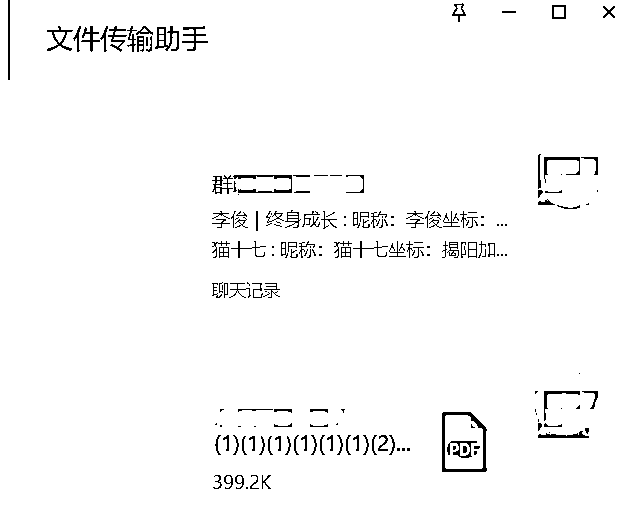 文件传输助手
群
李俊 | 终身成长 : 昵称：李俊坐标：...
猫十七 : 昵称：猫十七坐标：揭阳加...
聊天记录
(1)(1)(1)(1)(1)(1)(2)...
PDF
399.2K